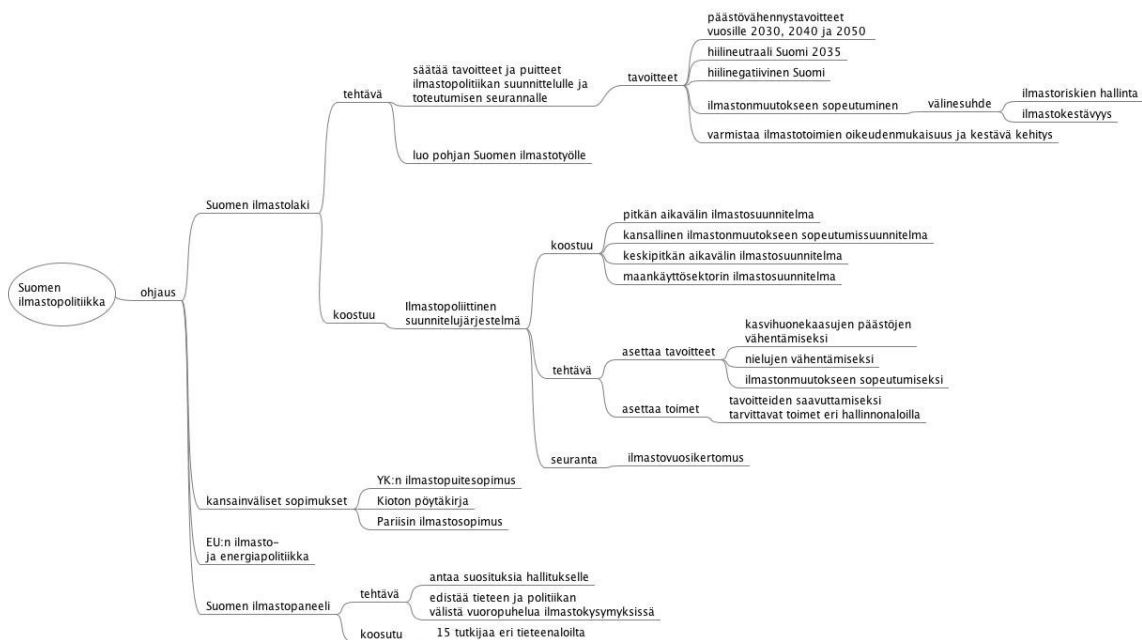 Suomen
ilmastopolitiikka
ohjaus
Suomen ilmastolaki
tehtävä
säätää tavoitteet ja puitteet
ilmastopolitiikan suunnittelulle ja
toteutumisen seurannalle
tavoitteet
päästövähennystavoitteet
vuosille 2030, 2040 ja 2050
hiilineutraali Suomi 2035
hiilinegatiivinen Suomi
ilmastonmuutokseen sopeutuminen
välinesuhde
ilmastoriskien hallinta
ilmastokestävyys
varmistaa ilmastotoimien oikeudenmukaisuus ja kestävä kehitys
luo pohjan Suomen ilmastotyölle
koostuu
Ilmastopoliittinen
suunnitelujärjestelmä
koostuu
pitkän aikavälin ilmastosuunnitelma
kansallinen ilmastonmuutokseen sopeutumissuunnitelma
keskipitkän aikavälin ilmastosuunnitelma
maankäyttösektorin ilmastosuunnitelma
tehtävä
asettaa tavoitteet
kasvihuonekaasujen päästöjen
vähentämiseksi
nielujen vähentämiseksi
ilmastonmuutokseen sopeutumiseksi
asettaa toimet
tavoitteiden saavuttamiseksi
tarvittavat toimet eri hallinnonaloilla
seuranta
ilmastovuosikertomus
kansainväliset sopimukset
YK:n ilmastopuitesopimus
Kioton pöytäkirja
Pariisin ilmastosopimus
EU:n ilmasto-
ja energiapolitiikka
Suomen ilmastopaneeli
tehtävä
antaa suosituksia hallitukselle
edistää tieteen ja politiikan
välistä vuoropuhelua ilmastokysymyksissä
koosutu
15 tutkijaa eri tieteenaloilta